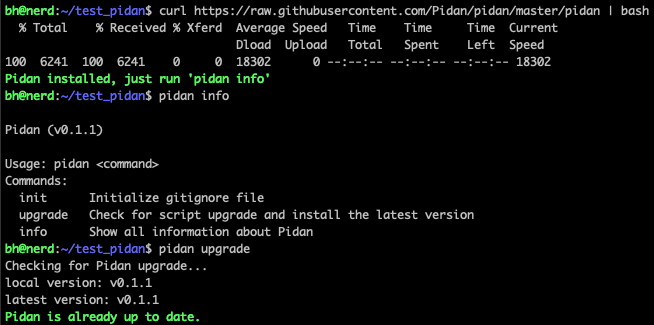 bh@nerd:~/test_pidan$ curl https://raw.githubusercontent.com/Pidan/pidan/master/pidan | bash
  % Total    % Received % Xferd  Average Speed   Time    Time     Time  Current
                                 Dload  Upload   Total   Spent    Left  Speed
100  6241  100  6241    0     0  18302      0 --:--:-- --:--:-- --:--:-- 18302
Pidan installed, just run 'pidan info'
bh@nerd:~/test_pidan$ pidan info
Pidan (v0.1.1)
Usage: pidan <command>
Commands:
  init      Initialize gitignore file
  upgrade   Check for script upgrade and install the latest version
  info      Show all information about Pidan
bh@nerd:~/test_pidan$ pidan upgrade
Checking for Pidan upgrade...
local version: v0.1.1
latest version: v0.1.1
Pidan is already up to date.